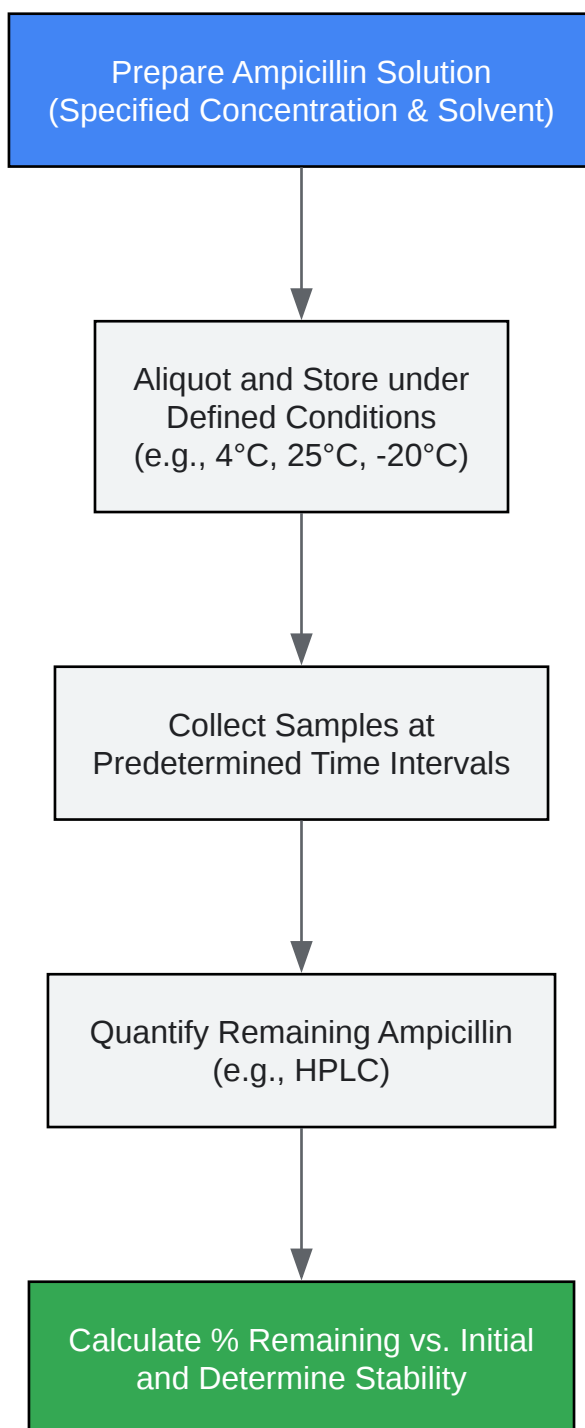 Prepare Ampicillin Solution
(Specified Concentration & Solvent)
Aliquot and Store under
Defined Conditions
(e.g., 4°C, 25°C, -20°C)
Collect Samples at
Predetermined Time Intervals
Quantify Remaining Ampicillin
(e.g., HPLC)
Calculate % Remaining vs. Initial
and Determine Stability